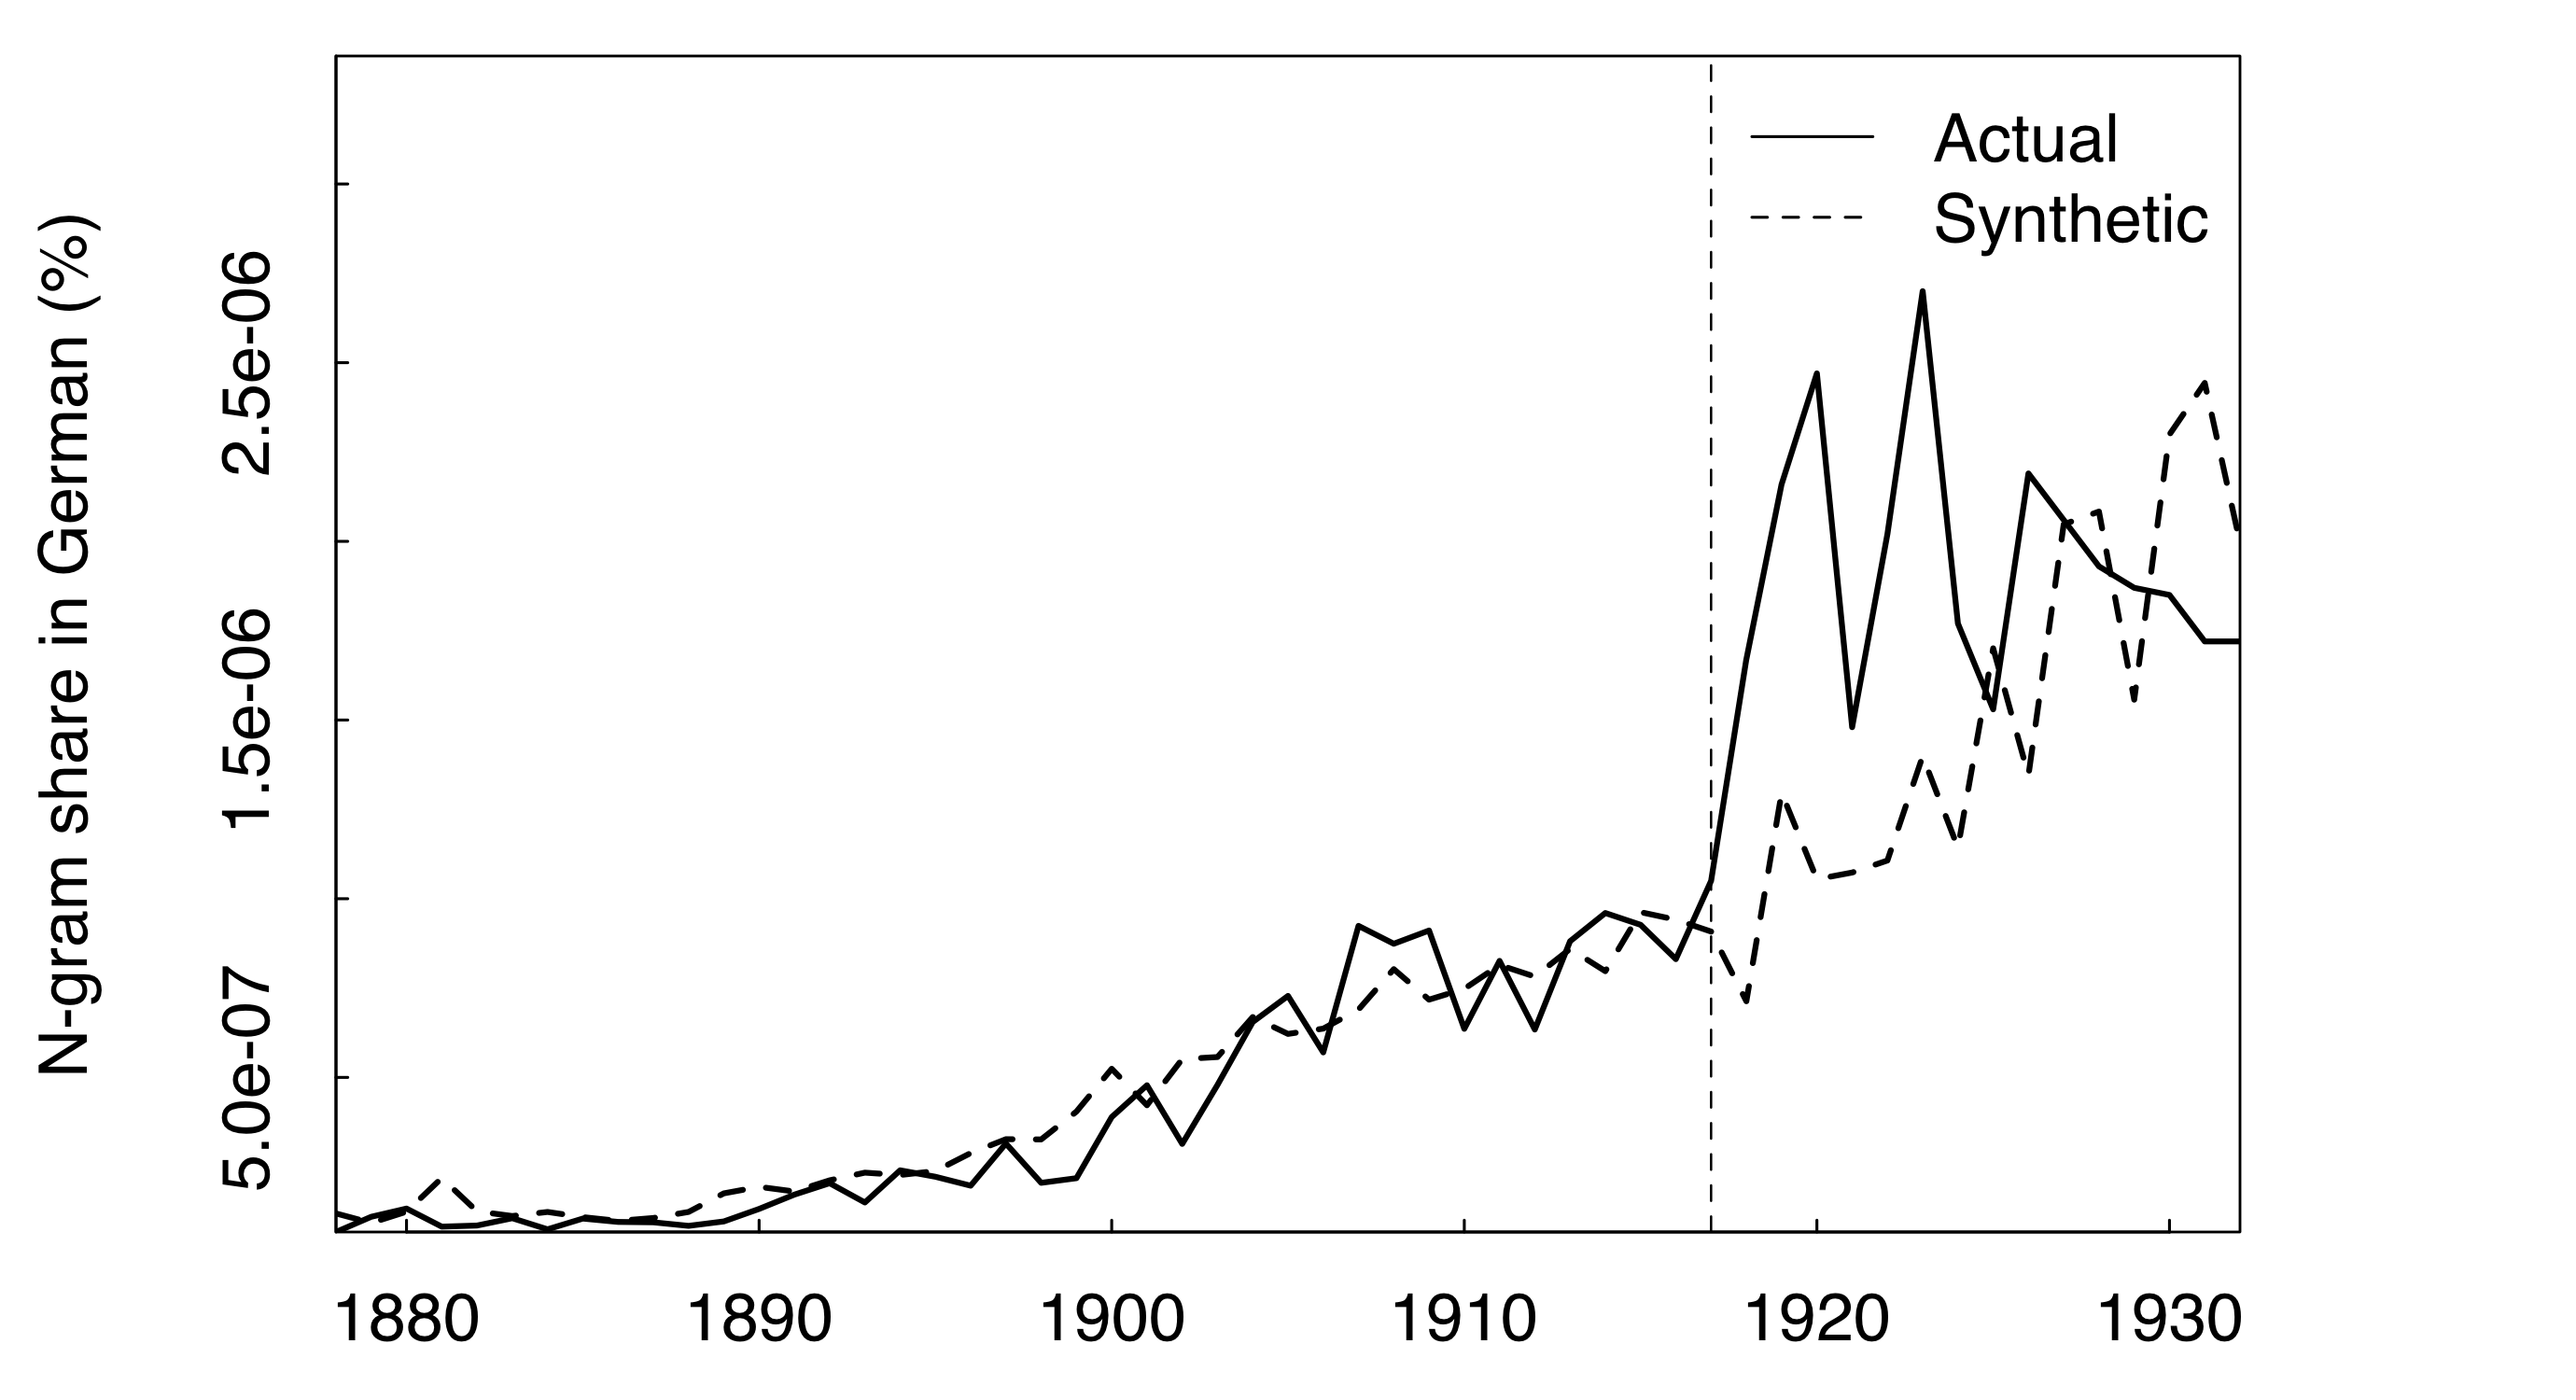 N-gram share in German (%)
2.5e-06
1.5e-06
5.0e-07
Actual
Synthetic
1880 1890 1900 1910 1920 1930